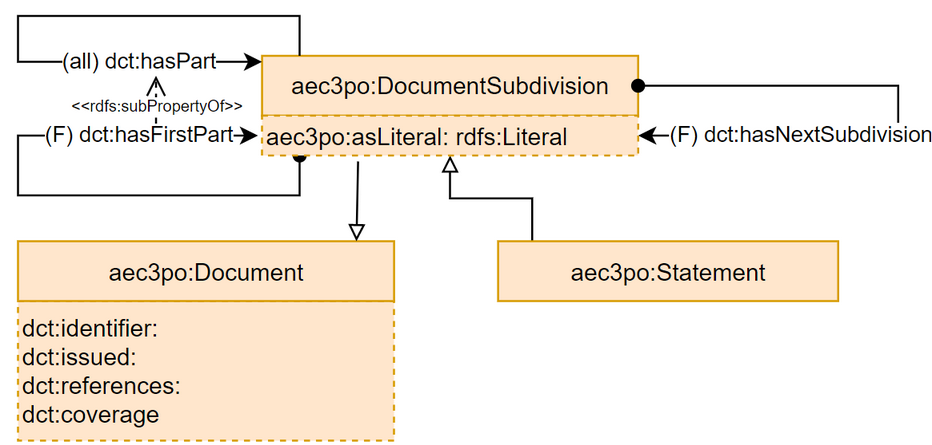 (all) dct:hasPart
aec3po:DocumentSubdivision
<<rdfs:subPropertyOf>>
(F) dct:hasFirstPart
aec3po:asLiteral: rdfs:Literal
(F) dct:hasNextSubdivision
aec3po:Document
aec3po:Statement
dct:identifier:
dct:issued:
dct:references:
dct:coverage